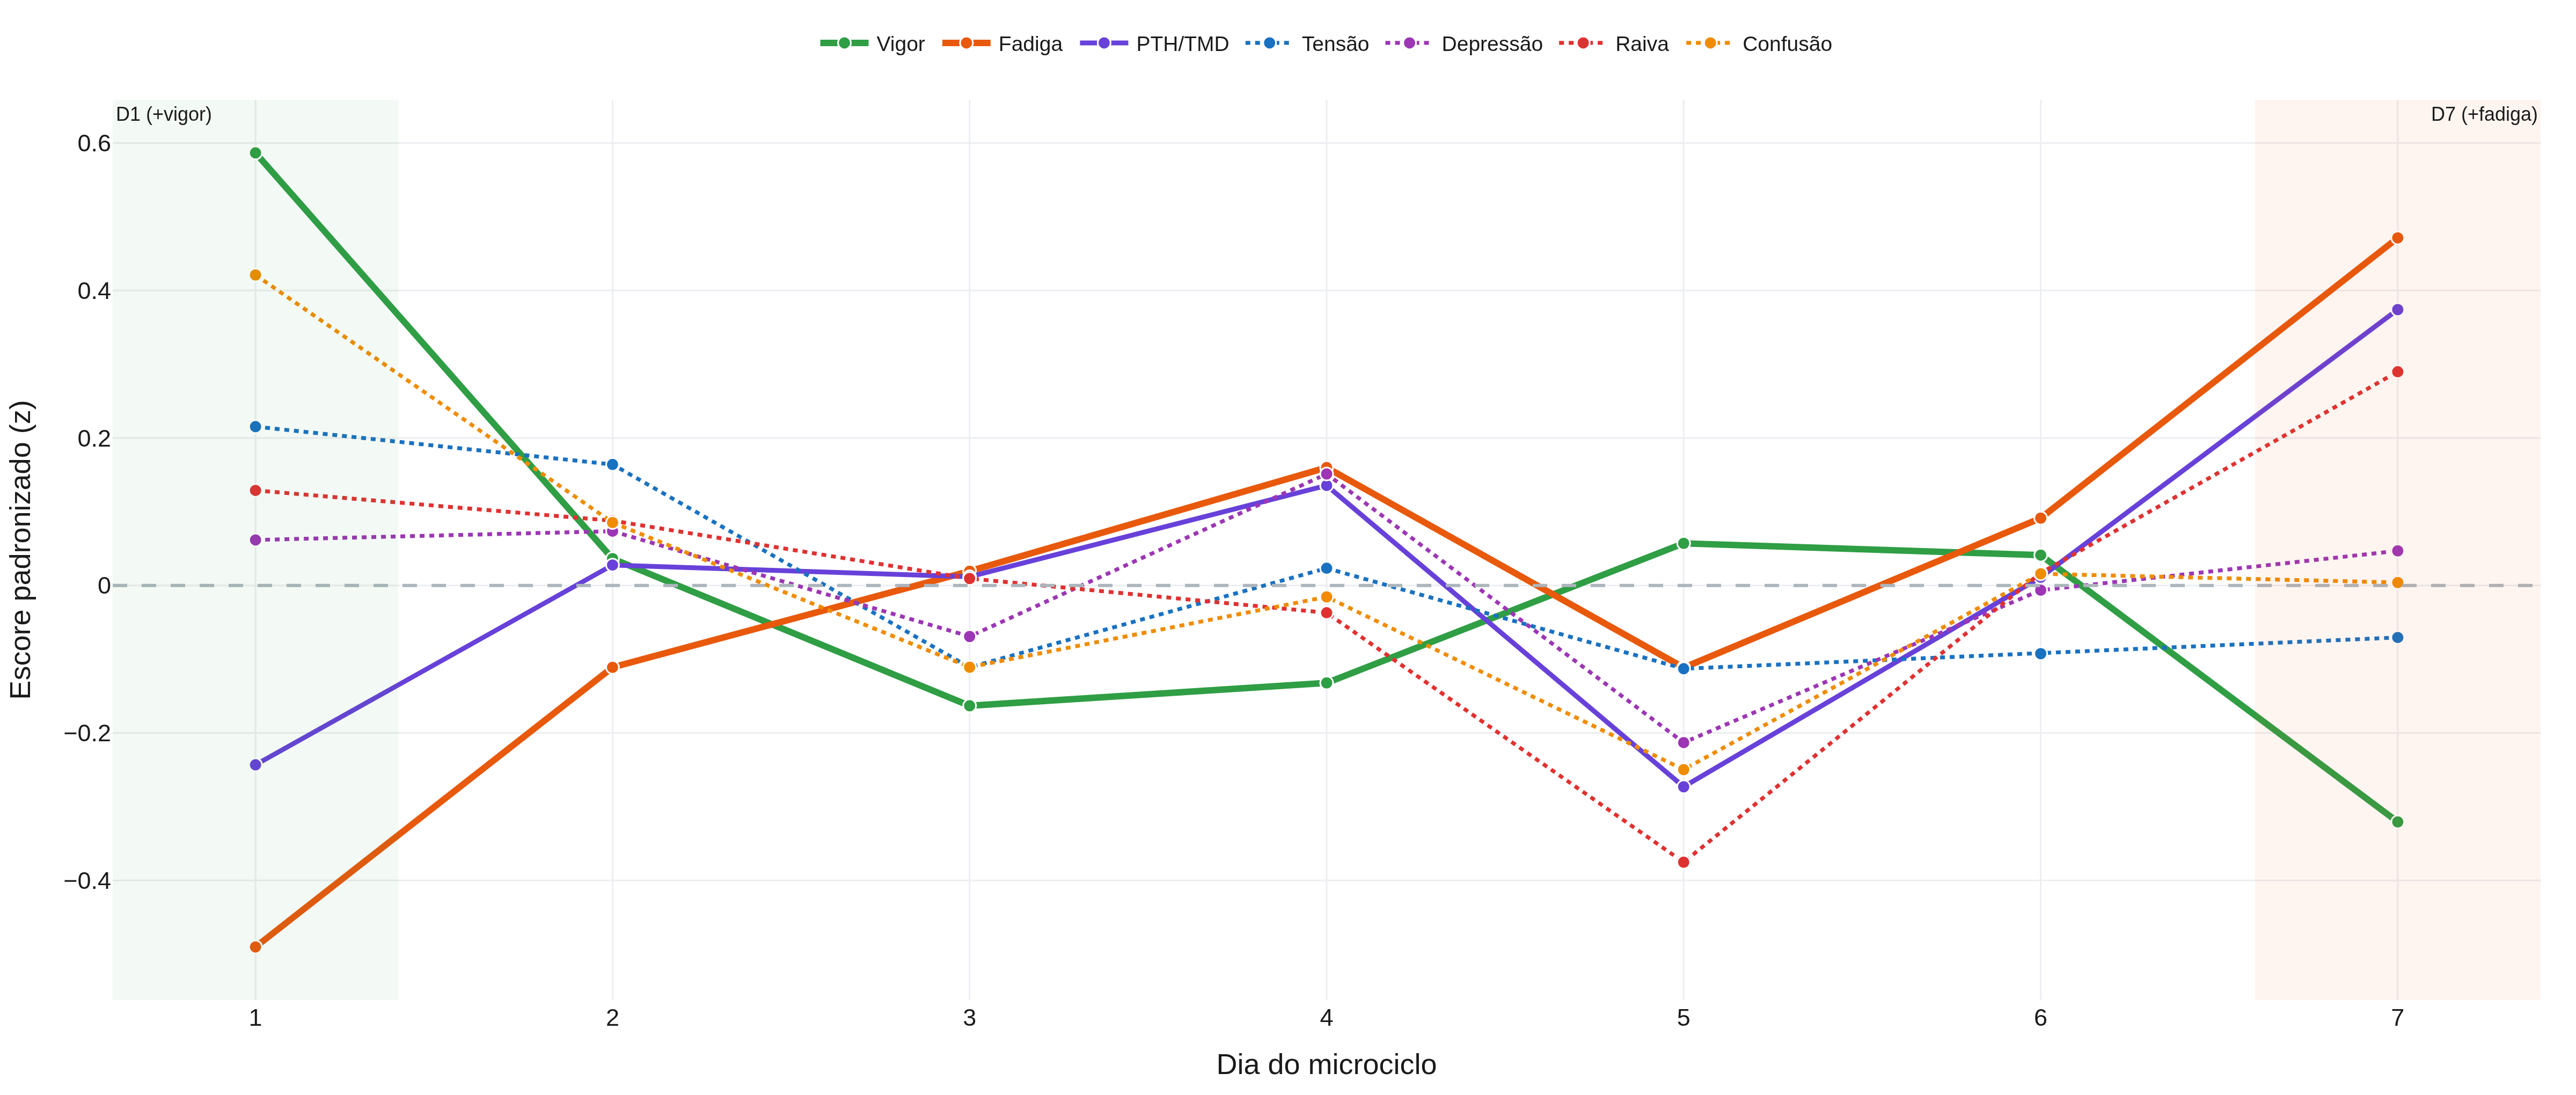 Vigor Fadiga PTH/TMD Tensão Depressão Raiva Confusão
D1 (+vigor) D7 (+fadiga)
0.6
0.4
0.2
0
−0.2
−0.4
Escore padronizado (z)
1 2 3 4 5 6 7
Dia do microciclo